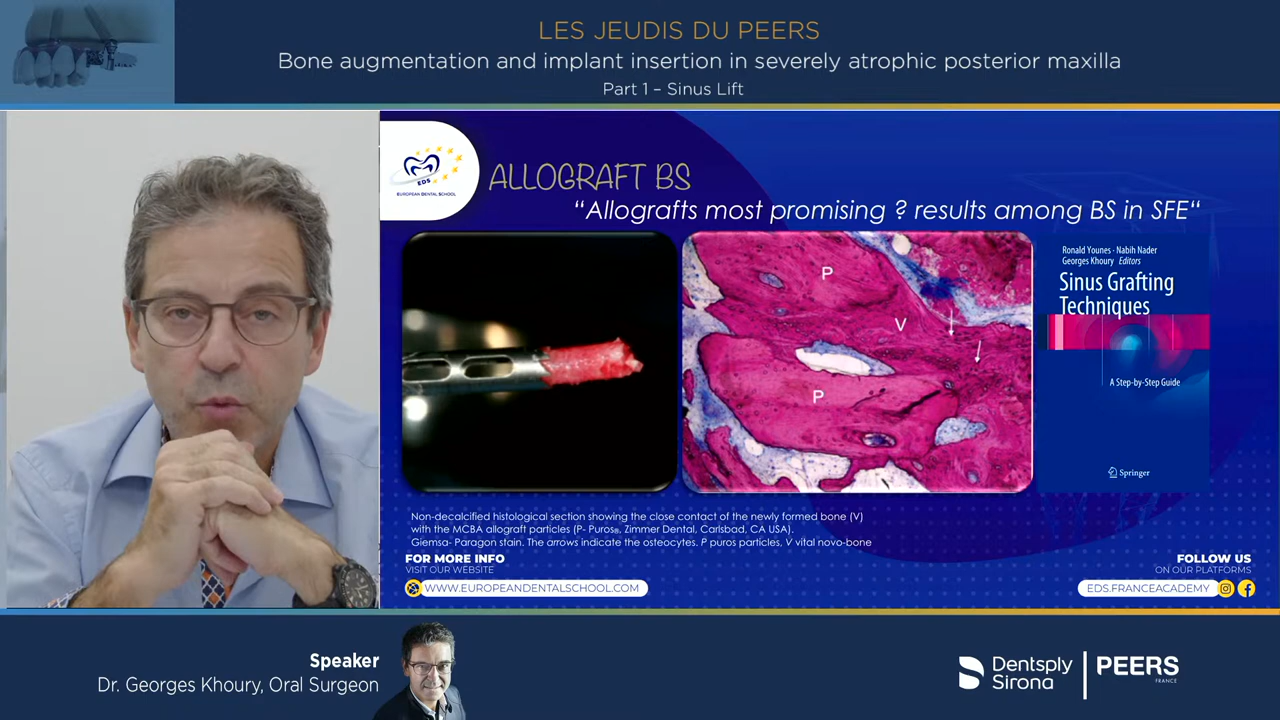 LES JEUDIS DU PEERS
Bone augmentation and implant insertion in severely atrophic posterior maxilla
Part 1 – Sinus Lift
EDS
EUROPEAN DENTAL SCHOOL
ALLOGRAFT BS
“Allografts most promising ? results among BS in SFE“
P
V
P
Ronald Younes · Nabih Nader
Georges Khoury Editors
Sinus Grafting
Techniques
A Step-by-Step Guide
Springer
Non-decalcified histological section showing the close contact of the newly formed bone (V)
with the MCBA allograft particles (P- Puros®, Zimmer Dental, Carlsbad, CA USA).
Giemsa- Paragon stain. The arrows indicate the osteocytes. P puros particles, V vital novo-bone
FOR MORE INFO
VISIT OUR WEBSITE
WWW.EUROPEANDENTALSCHOOL.COM
FOLLOW US
ON OUR PLATFORMS
EDS.FRANCEACADEMY
Speaker
Dr. Georges Khoury, Oral Surgeon
Dentsply
Sirona
PEERS
FRANCE